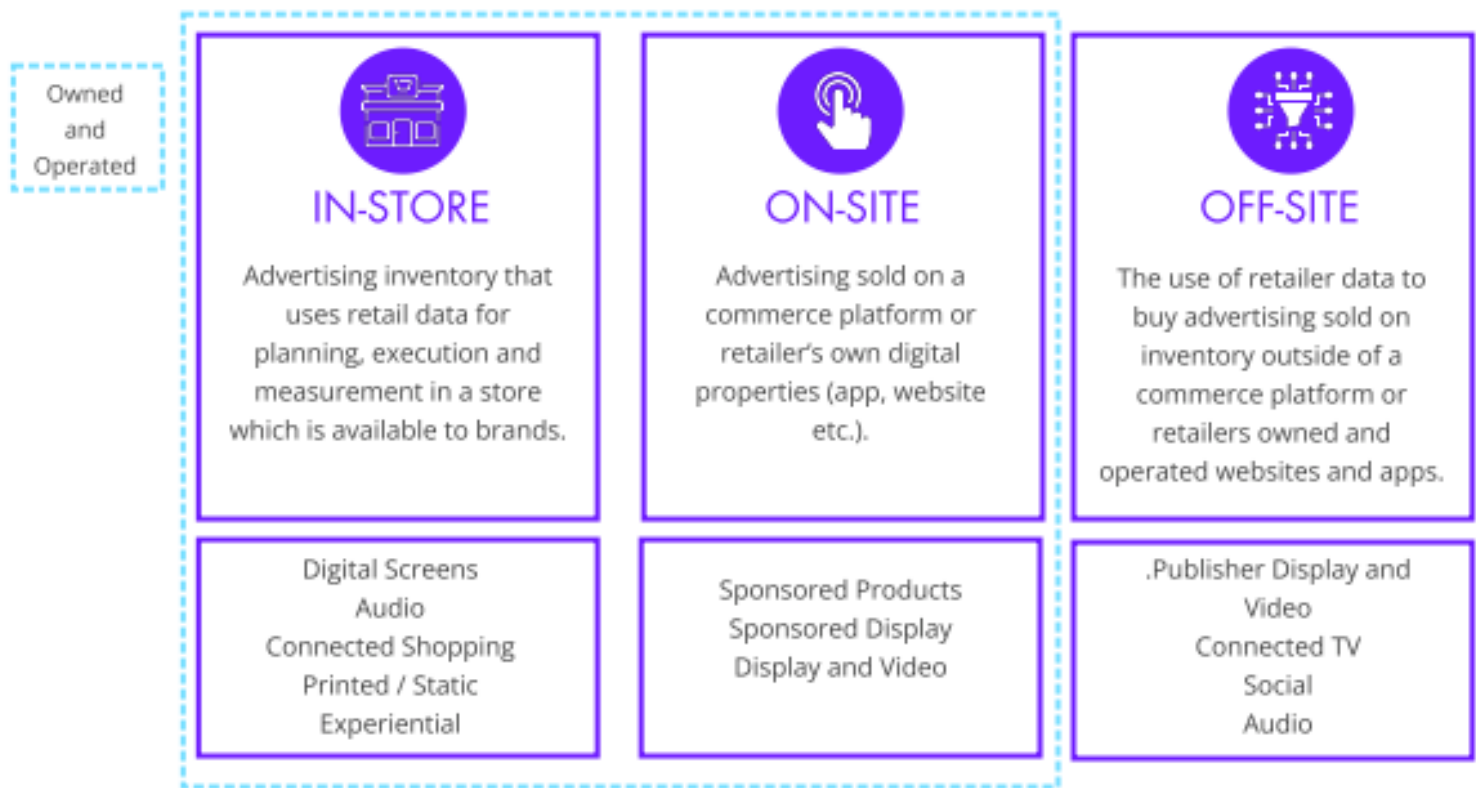 Owned
and
Operated
IN-STORE
Advertising inventory that
uses retail data for
planning, execution and
measurement in a store
which is available to brands.
Digital Screens
Audio
Connected Shopping
Printed / Static
Experiential
ON-SITE
Advertising sold on a
commerce platform or
retailer's own digital
properties (app, website
etc.).
Sponsored Products
Sponsored Display
Display and Video
OFF-SITE
The use of retailer data to
buy advertising sold on
inventory outside of a
commerce platform or
retailers owned and
operated websites and apps.
.Publisher Display and
Video
Connected TV
Social
Audio